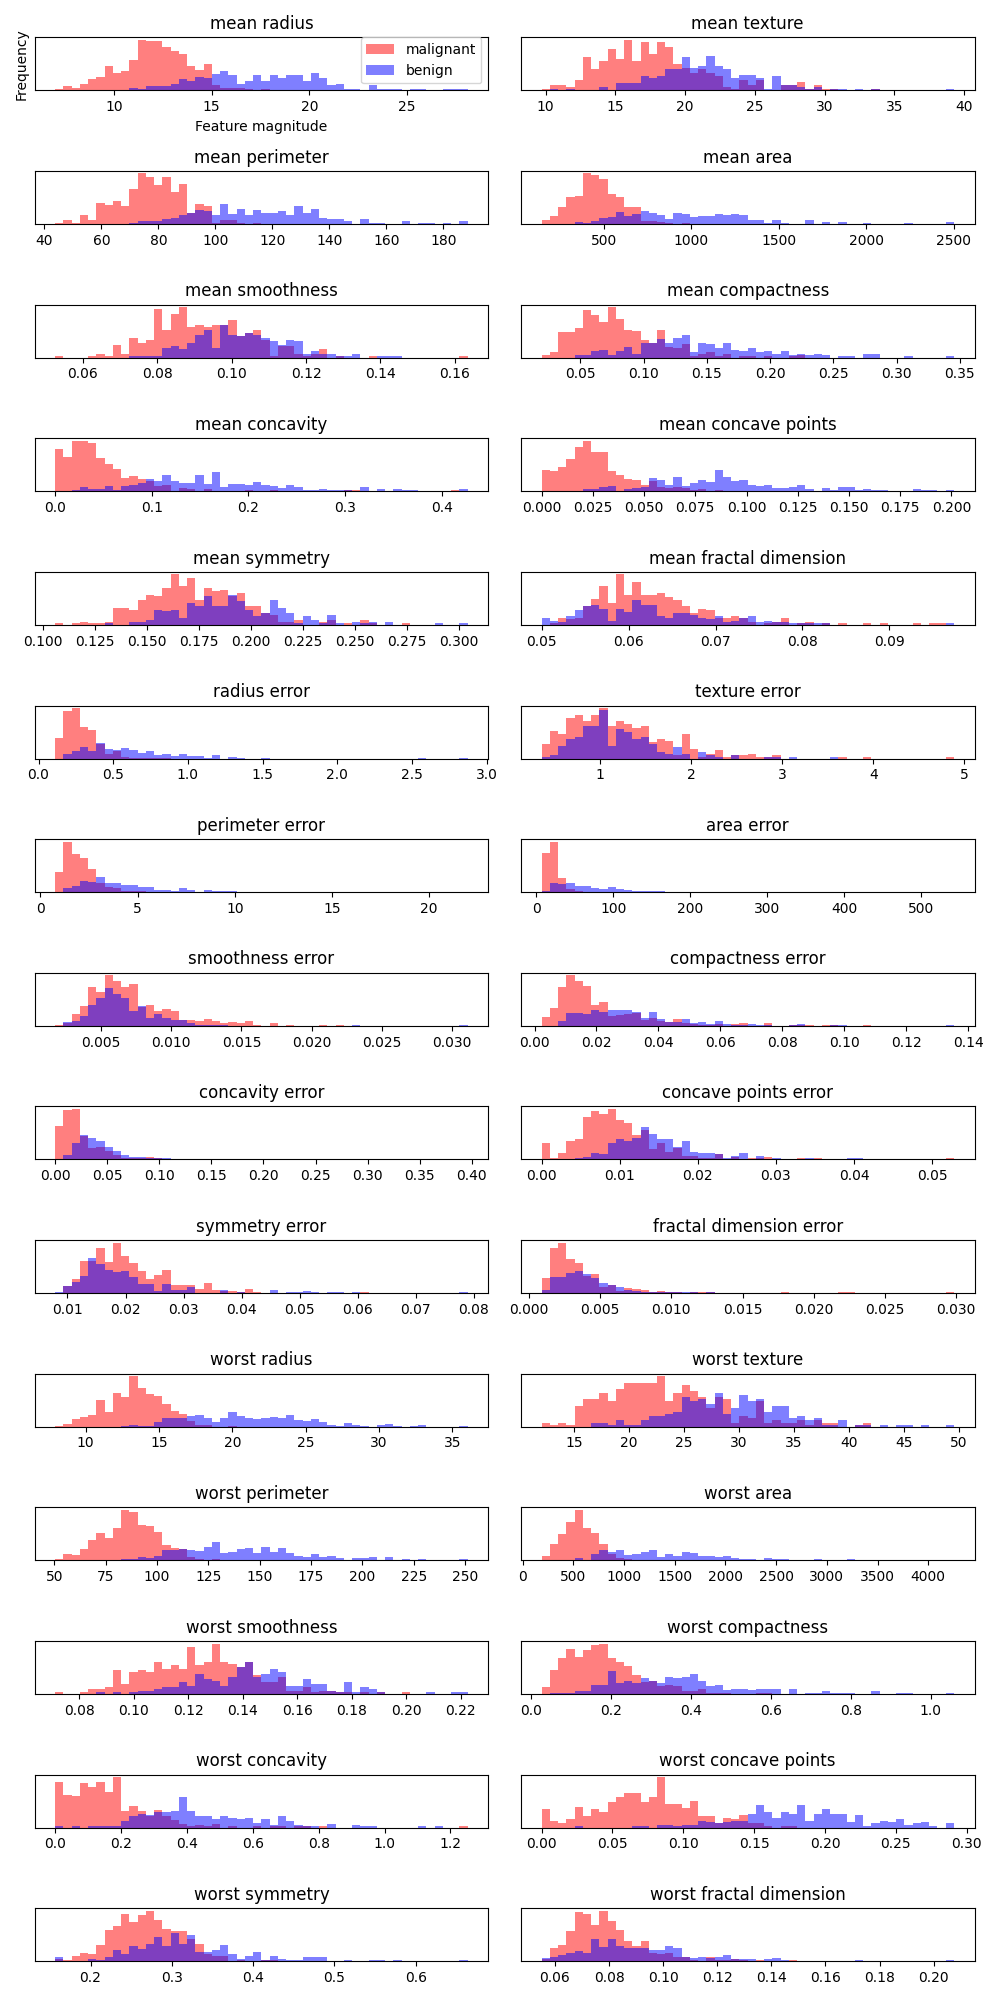 mean radius
mean texture
Frequency
malignant
benign
10 15 20 25
10 15 20 25 30 35 40
Feature magnitude
mean perimeter
mean area
40 60 80 100 120 140 160 180
500 1000 1500 2000 2500
mean smoothness
mean compactness
0.06 0.08 0.10 0.12 0.14 0.16
0.05 0.10 0.15 0.20 0.25 0.30 0.35
mean concavity
mean concave points
0.0 0.1 0.2 0.3 0.4
0.000 0.025 0.050 0.075 0.100 0.125 0.150 0.175 0.200
mean symmetry
mean fractal dimension
0.100 0.125 0.150 0.175 0.200 0.225 0.250 0.275 0.300
0.05 0.06 0.07 0.08 0.09
radius error
texture error
0.0 0.5 1.0 1.5 2.0 2.5 3.0
1 2 3 4 5
perimeter error
area error
0 5 10 15 20
0 100 200 300 400 500
smoothness error
compactness error
0.005 0.010 0.015 0.020 0.025 0.030
0.00 0.02 0.04 0.06 0.08 0.10 0.12 0.14
concavity error
concave points error
0.00 0.05 0.10 0.15 0.20 0.25 0.30 0.35 0.40
0.00 0.01 0.02 0.03 0.04 0.05
symmetry error
fractal dimension error
0.01 0.02 0.03 0.04 0.05 0.06 0.07 0.08
0.000 0.005 0.010 0.015 0.020 0.025 0.030
worst radius
worst texture
10 15 20 25 30 35
15 20 25 30 35 40 45 50
worst perimeter
worst area
50 75 100 125 150 175 200 225 250
0 500 1000 1500 2000 2500 3000 3500 4000
worst smoothness
worst compactness
0.08 0.10 0.12 0.14 0.16 0.18 0.20 0.22
0.0 0.2 0.4 0.6 0.8 1.0
worst concavity
worst concave points
0.0 0.2 0.4 0.6 0.8 1.0 1.2
0.00 0.05 0.10 0.15 0.20 0.25 0.30
worst symmetry
worst fractal dimension
0.2 0.3 0.4 0.5 0.6
0.06 0.08 0.10 0.12 0.14 0.16 0.18 0.20